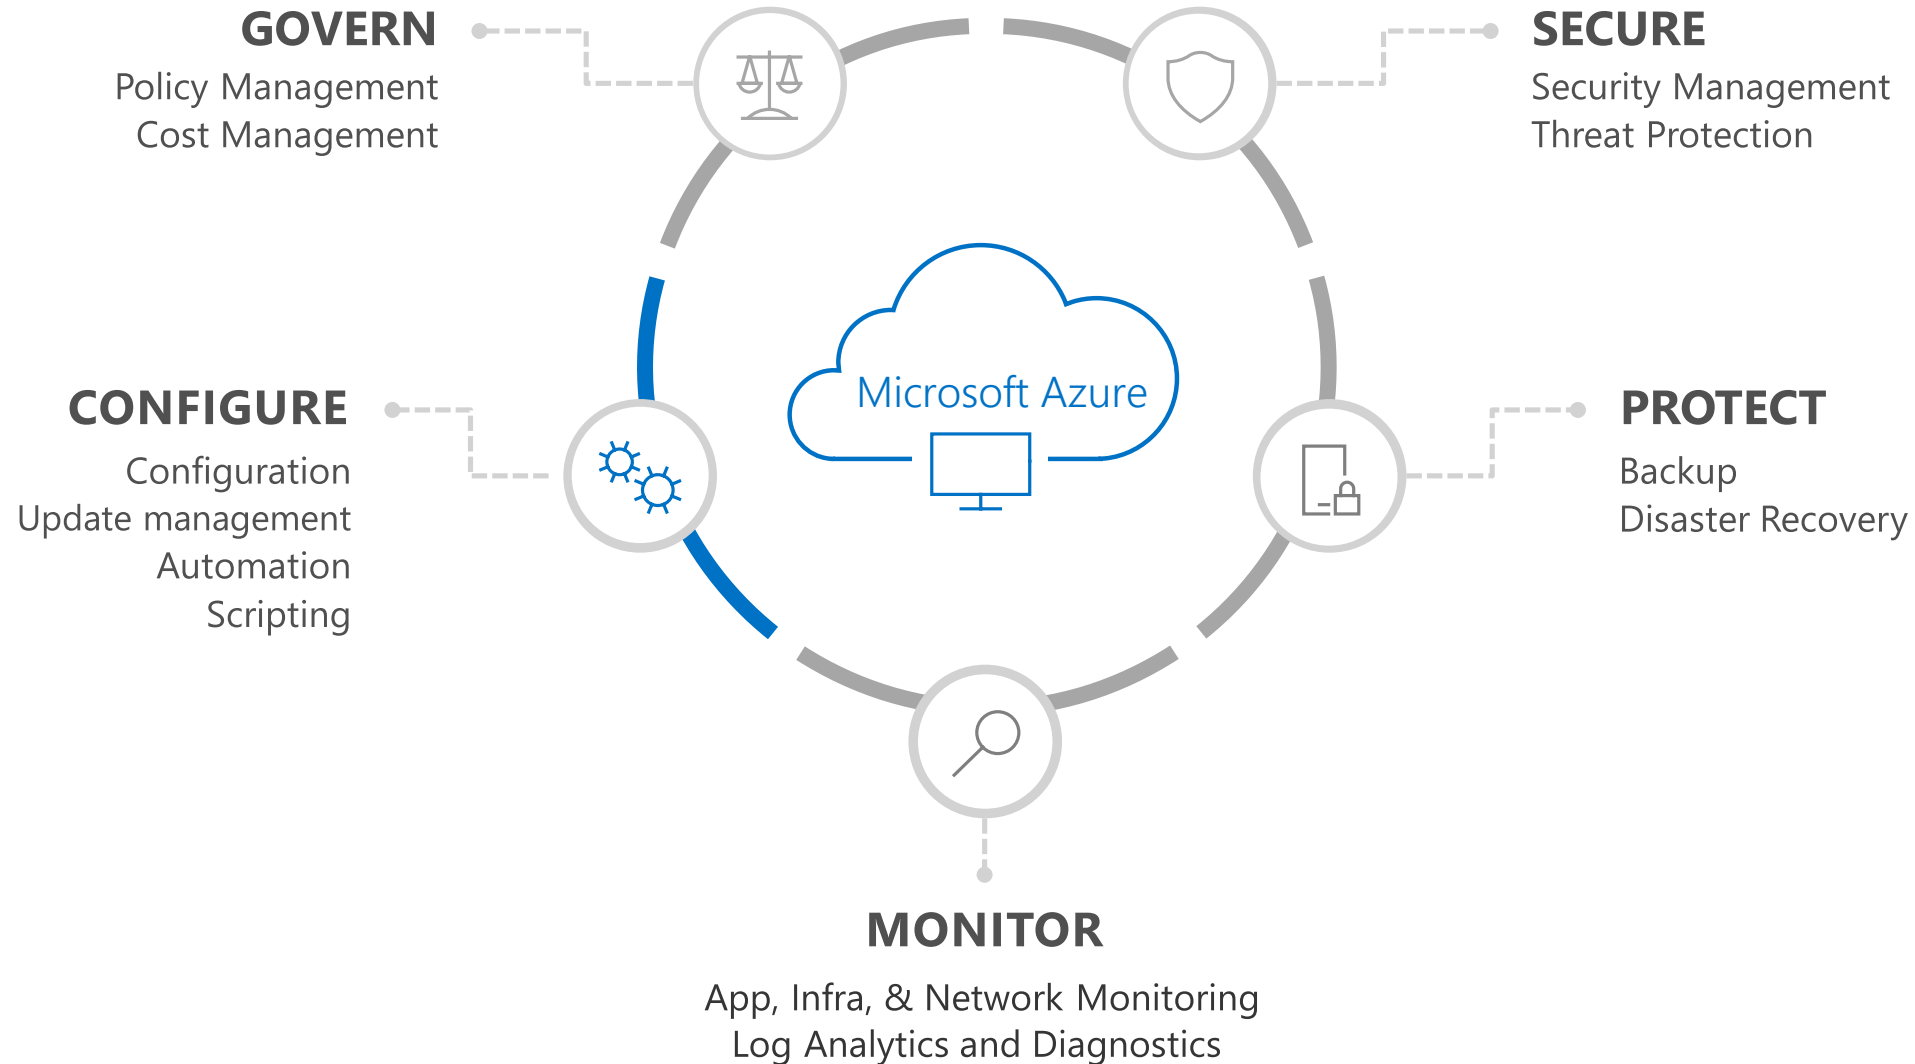 GOVERN
Policy Management
Cost Management
SECURE
Security Management
Threat Protection
Microsoft Azure
CONFIGURE
Configuration
Update management
Automation
Scripting
PROTECT
Backup
Disaster Recovery
MONITOR
App, Infra, & Network Monitoring
Log Analytics and Diagnostics